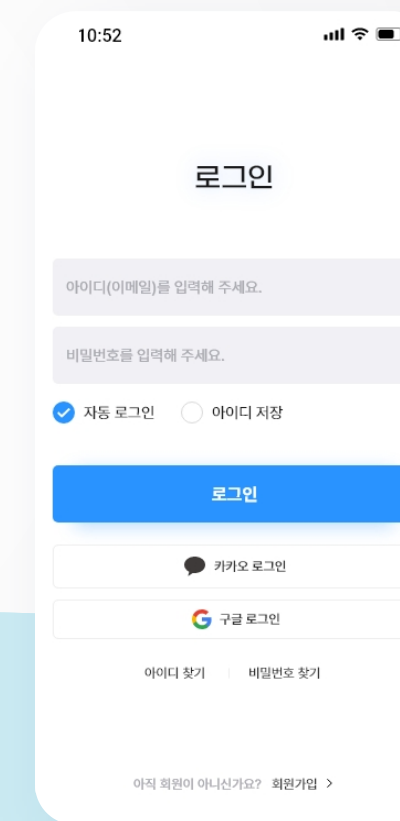 10:52
로그인
아이디(이메일)를 입력해 주세요.
비밀번호를 입력해 주세요.
자동 로그인 아이디 저장
로그인
카카오 로그인
구글 로그인
아이디 찾기 비밀번호 찾기
아직 회원이 아니신가요? 회원가입 >